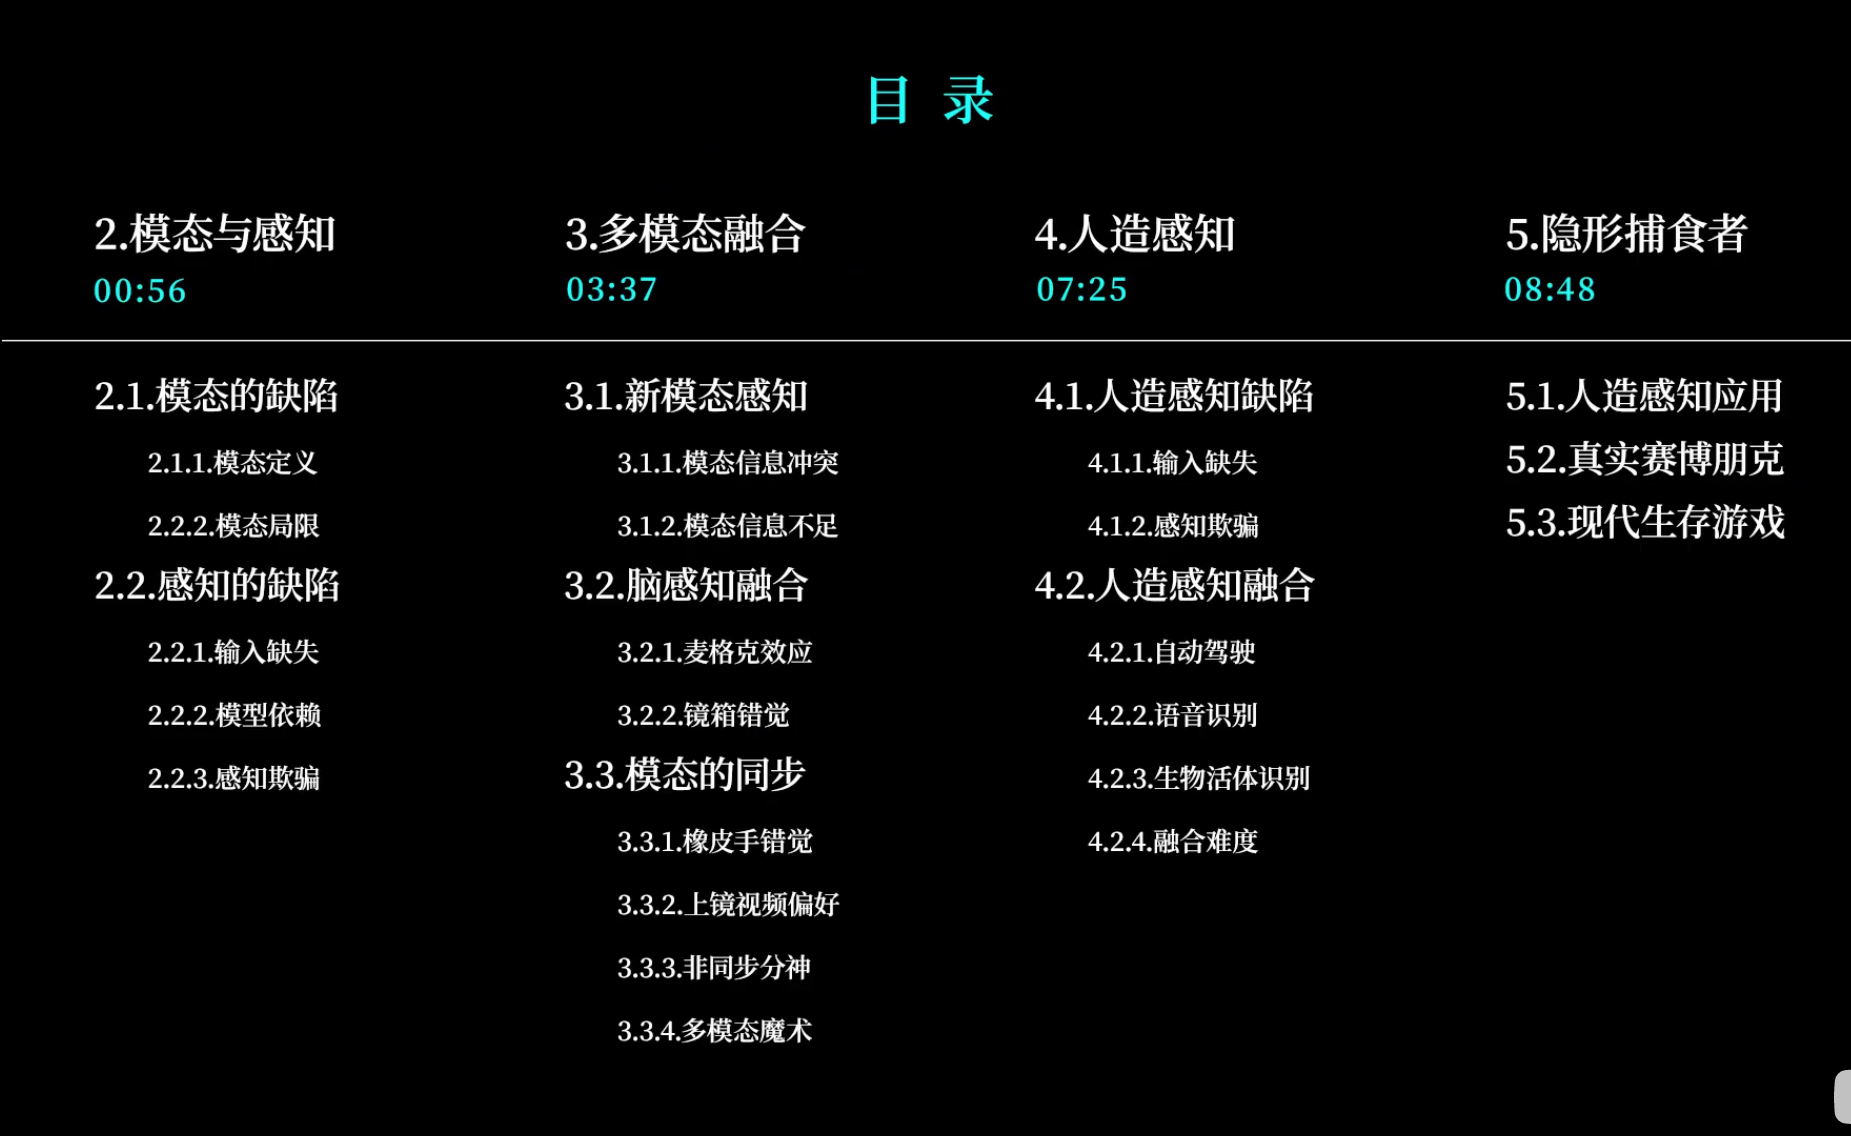 目 录
2.模态与感知
00:56
2.1.模态的缺陷
2.1.1.模态定义
2.2.2.模态局限
2.2.感知的缺陷
2.2.1.输入缺失
2.2.2.模型依赖
2.2.3.感知欺骗
3.多模态融合
03:37
3.1.新模态感知
3.1.1.模态信息冲突
3.1.2.模态信息不足
3.2.脑感知融合
3.2.1.麦格克效应
3.2.2.镜箱错觉
3.3.模态的同步
3.3.1.橡皮手错觉
3.3.2.上镜视频偏好
3.3.3.非同步分神
3.3.4.多模态魔术
4.人造感知
07:25
4.1.人造感知缺陷
4.1.1.输入缺失
4.1.2.感知欺骗
4.2.人造感知融合
4.2.1.自动驾驶
4.2.2.语音识别
4.2.3.生物活体识别
4.2.4.融合难度
5.隐形捕食者
08:48
5.1.人造感知应用
5.2.真实赛博朋克
5.3.现代生存游戏